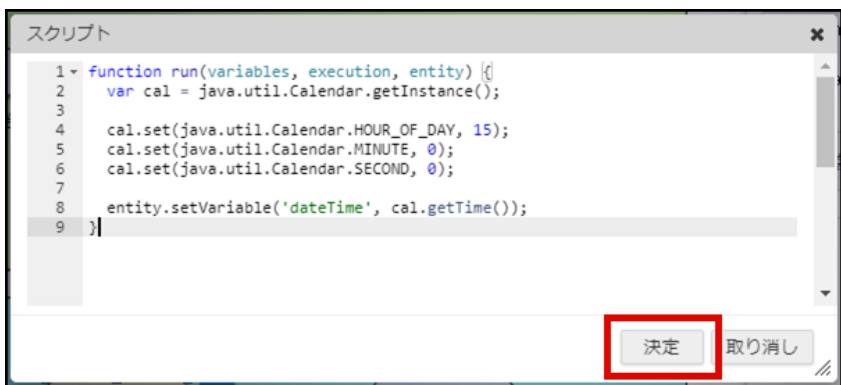 スクリプト
1 function run(variables, execution, entity) {
2 var cal = java.util.Calendar.getInstance();
3
4 cal.set(java.util.Calendar.HOUR_OF_DAY, 15);
5 cal.set(java.util.Calendar.MINUTE, 0);
6 cal.set(java.util.Calendar.SECOND, 0);
7
8 entity.setVariable('dateTime', cal.getTime());
9 }
決定 取り消し